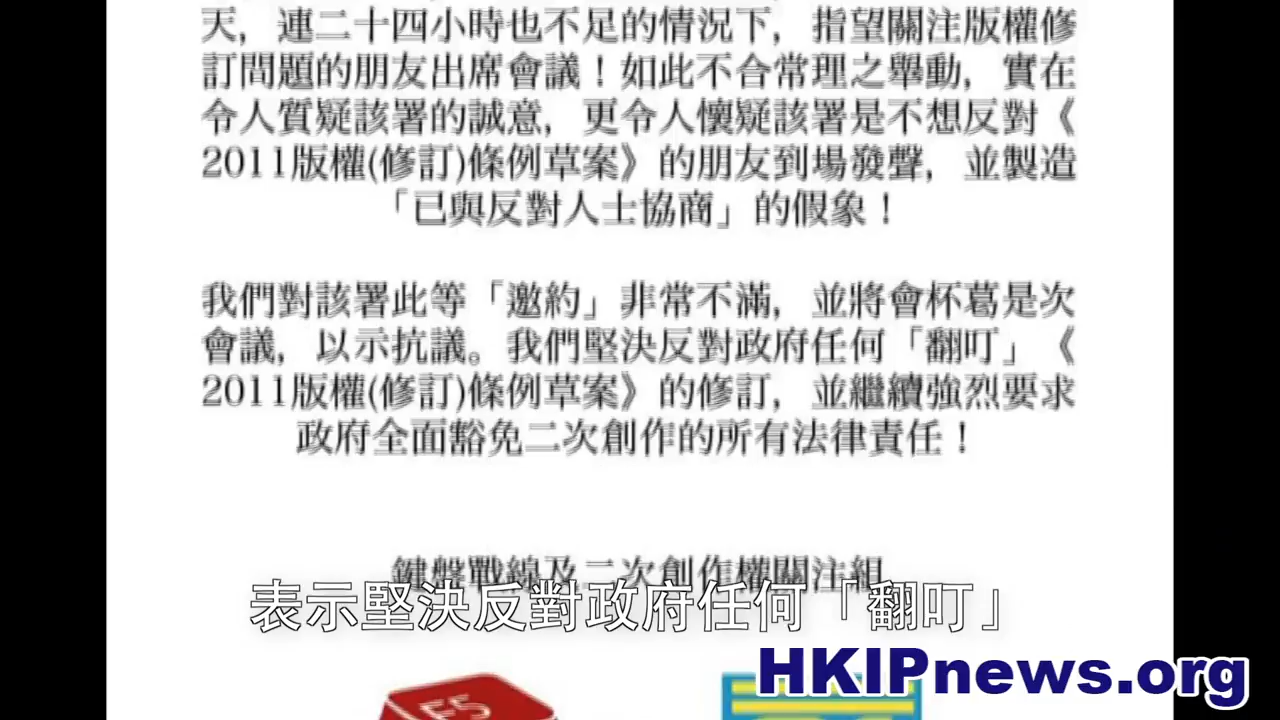 天，連二十四小時也不足的情況下，指望關注版權修
訂問題的朋友出席會議！如此不合常理之舉動，實在
令人質疑該署的誠意，更令人懷疑該署是不想反對《
2011版權(修訂)條例草案》的朋友到場發聲，並製造
「已與反對人士協商」的假象！
我們對該署此等「邀約」非常不滿，並將會杯葛是次
會議，以示抗議。我們堅決反對政府任何「翻叮」《
2011版權(修訂)條例草案》的修訂，並繼續強烈要求
政府全面豁免二次創作的所有法律責任！
鍵盤戰線及二次創作權關注組
表示堅決反對政府任何「翻叮」
HKIPnews.org
F5